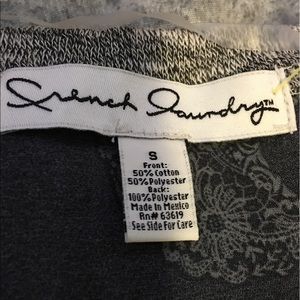 French Laundry™
S
Front:
50% Cotton
50% Polyester
Back:
100% Polyester
Made In Mexico
Rn# 63619
See Side For Care